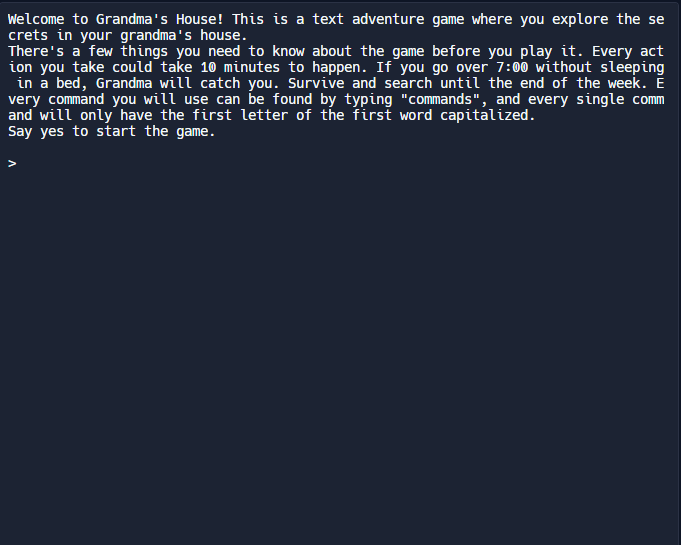 Welcome to Grandma's House! This is a text adventure game where you explore the se
crets in your grandma's house.
There's a few things you need to know about the game before you play it. Every act
ion you take could take 10 minutes to happen. If you go over 7:00 without sleeping
 in a bed, Grandma will catch you. Survive and search until the end of the week. E
very command you will use can be found by typing "commands", and every single comm
and will only have the first letter of the first word capitalized.
Say yes to start the game.
>